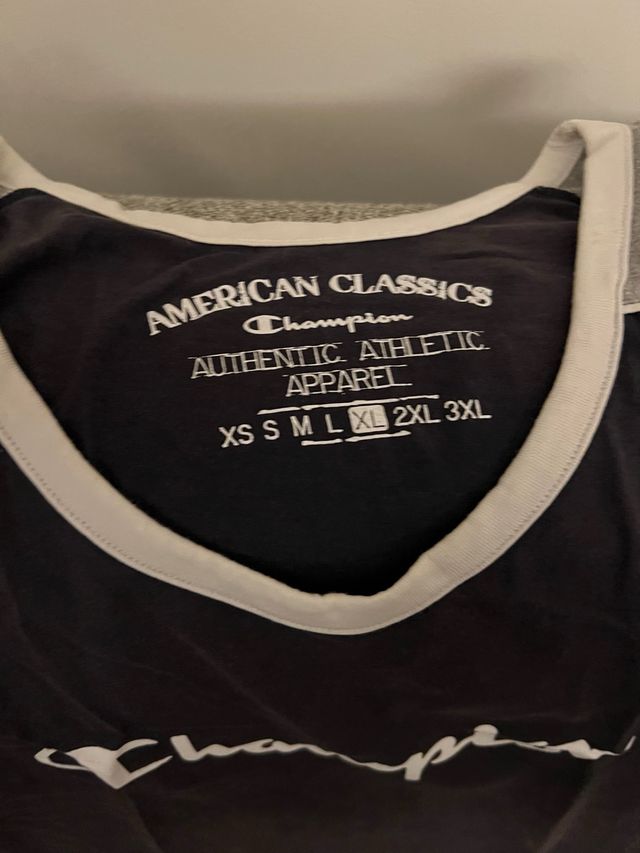 AMERICAN CLASSICS
Champion
AUTHENTIC ATHLETIC
APPAREL
XS S M L XL 2XL 3XL
Champion